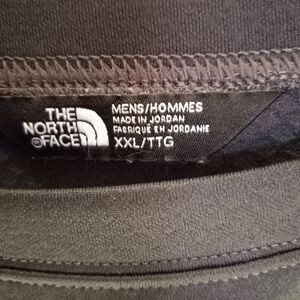 THE
NORTH
FACE
MENS/HOMMES
MADE IN JORDAN
FABRIQUÉ EN JORDANIE
XXL/TTG